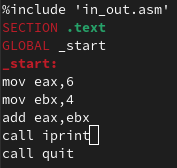 %include 'in_out.asm'
SECTION .text
GLOBAL _start
_start:
mov eax,6
mov ebx,4
add eax,ebx
call iprint
call quit